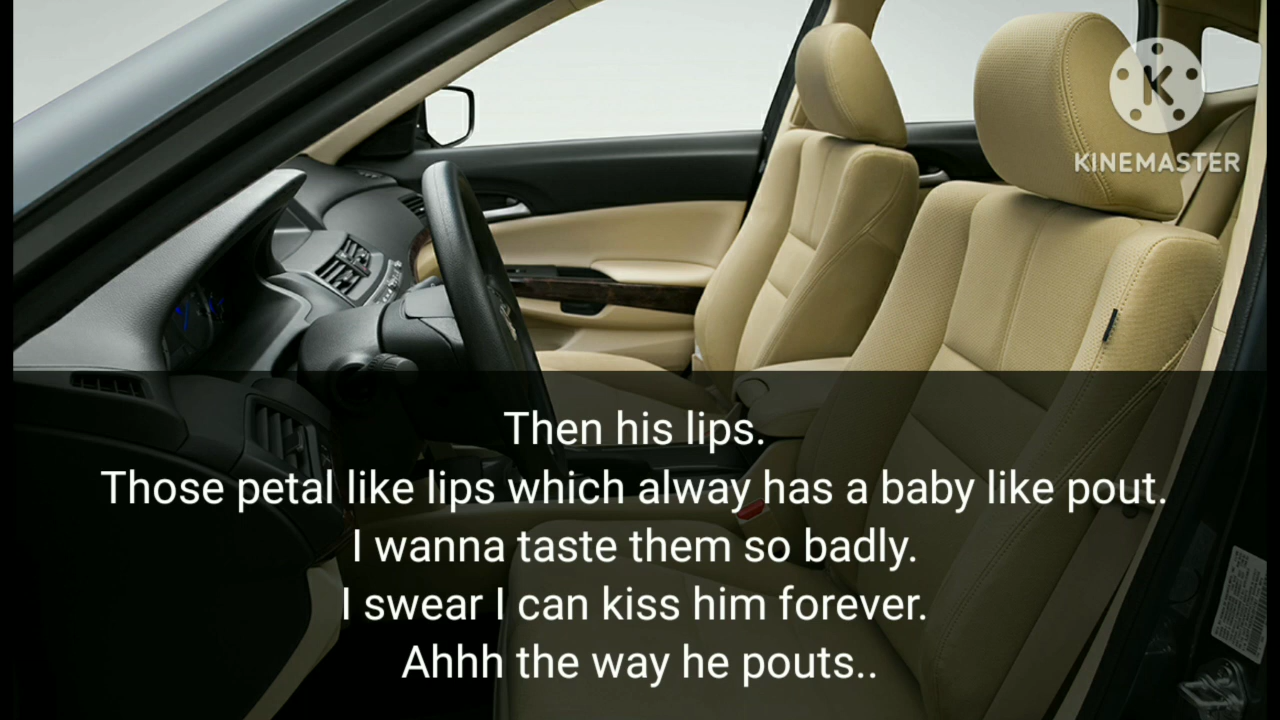 KINEMASTER
Then his lips.
Those petal like lips which alway has a baby like pout.
I wanna taste them so badly.
I swear I can kiss him forever.
Ahhh the way he pouts..